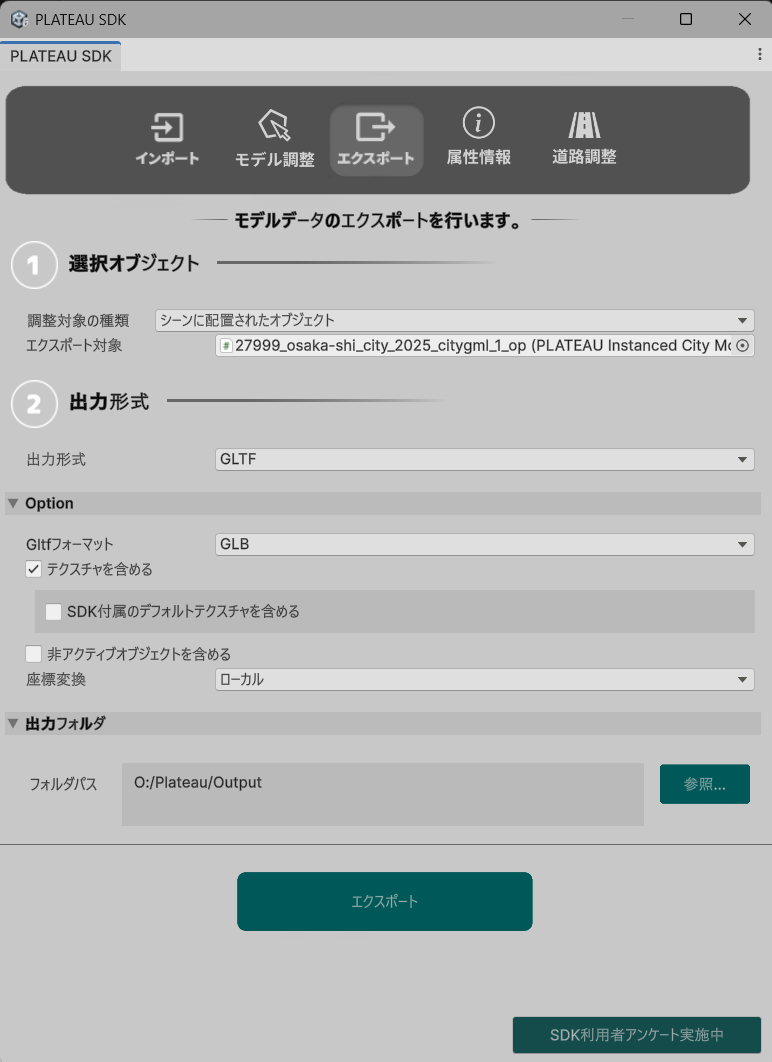 PLATEAU SDK
PLATEAU SDK
インポート
モデル調整
エクスポート
属性情報
道路調整
モデルデータのエクスポートを行います。
1 選択オブジェクト
調整対象の種類 シーンに配置されたオブジェクト
エクスポート対象 # 27999_osaka-shi_city_2025_citygml_1_op (PLATEAU Instanced City Mo
2 出力形式
出力形式 GLTF
Option
Gltfフォーマット GLB
テクスチャを含める
SDK付属のデフォルトテクスチャを含める
非アクティブオブジェクトを含める
座標変換 ローカル
出力フォルダ
フォルダパス O:/Plateau/Output 参照...
エクスポート
SDK利用者アンケート実施中